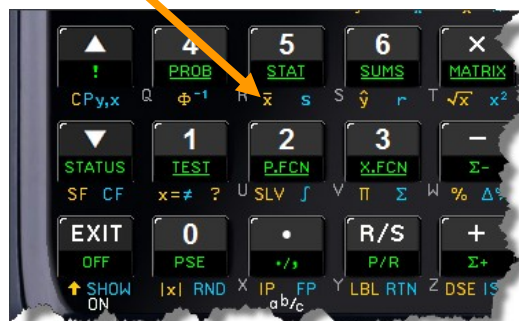 ▲ 4 5 6 ×
! PROB STAT SUMS MATRIX
CPy,x Q Φ⁻¹ R x̄ s S ŷ r T √x x²
▼ 1 2 3 −
STATUS TEST P.FCN X.FCN Σ-
SF CF x=≠ ? U SLV ∫ V Π Σ W % Δ%
EXIT 0 . R/S +
OFF PSE ./, P/R Σ+
↑ SHOW |x| RND X IP FP Y LBL RTN Z DSE
ON ab/c